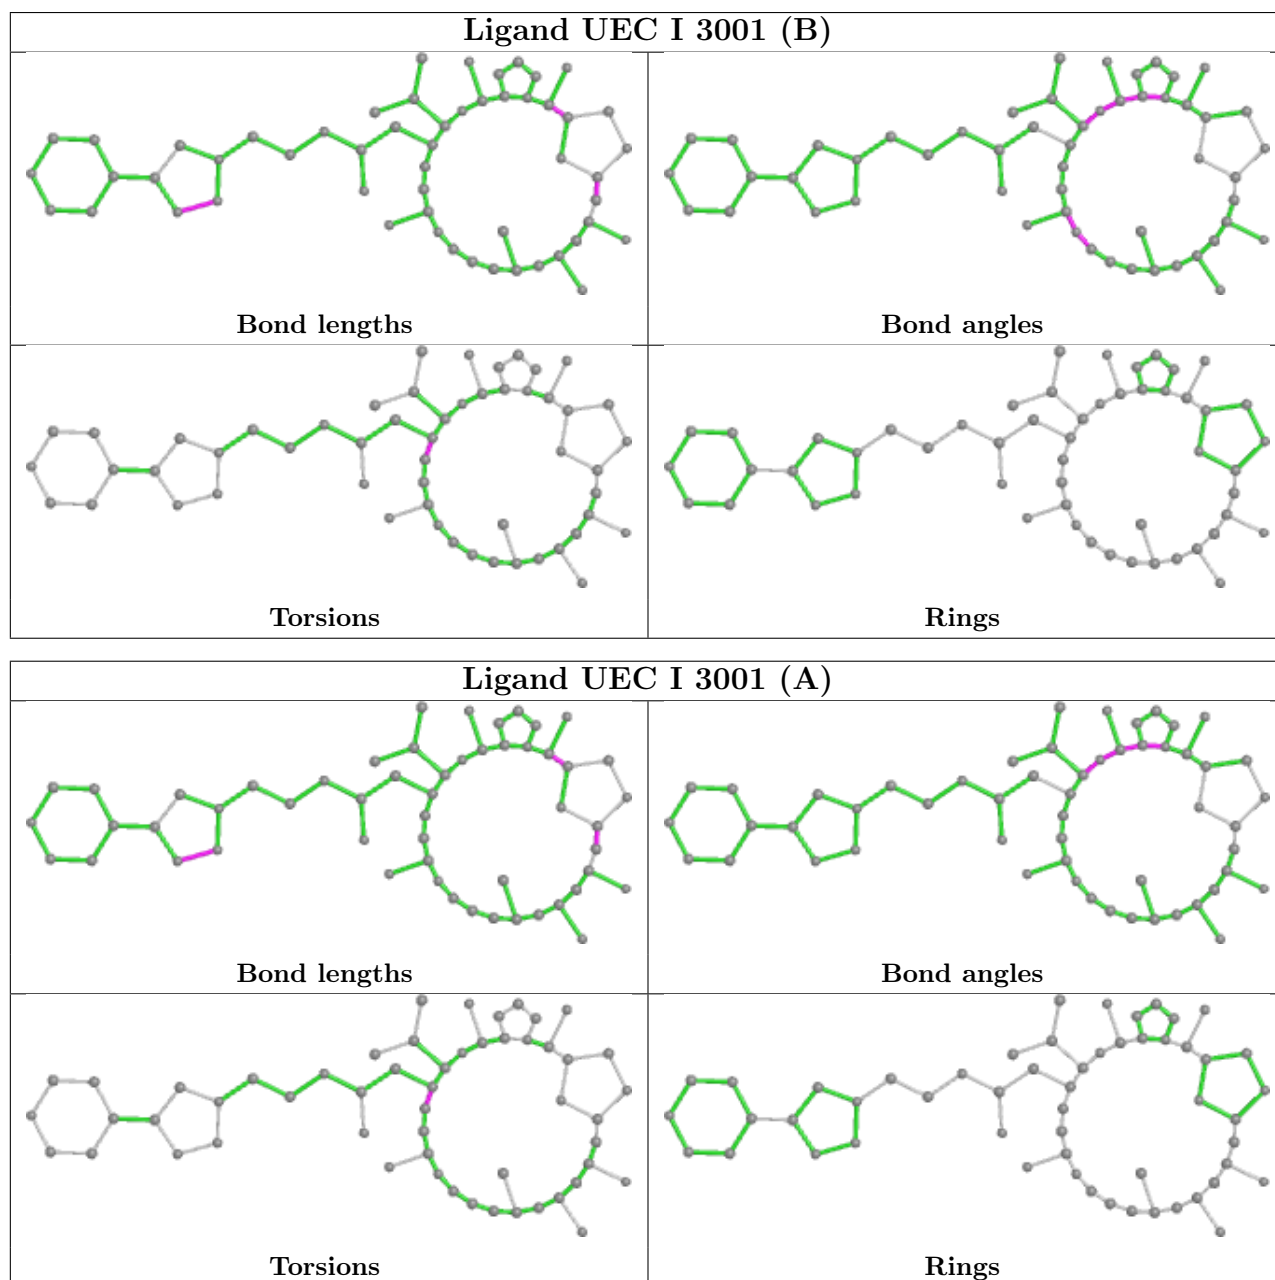 Ligand UEC I 3001 (B)
Bond lengths
Bond angles
Torsions
Rings
Ligand UEC I 3001 (A)
Bond lengths
Bond angles
Torsions
Rings